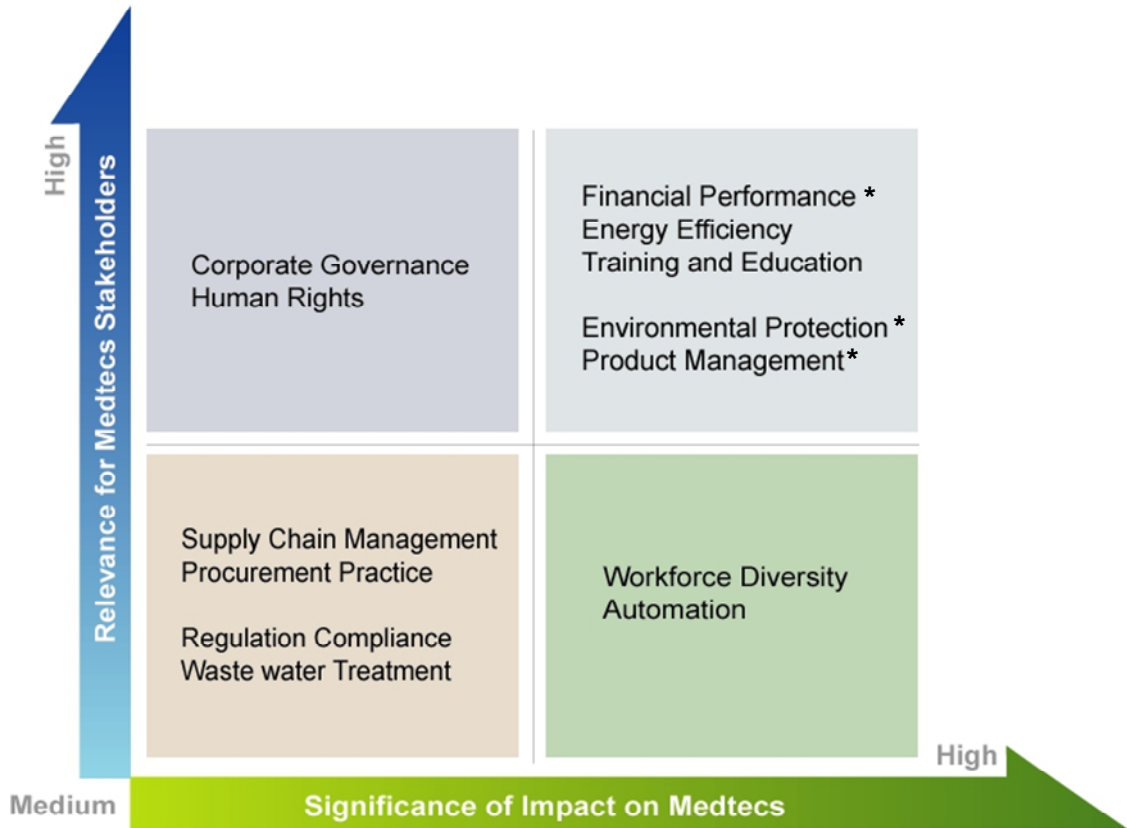 High
Relevance for Medtecs Stakeholders
Corporate Governance
Human Rights
Financial Performance *
Energy Efficiency
Training and Education
Environmental Protection *
Product Management*
Supply Chain Management
Procurement Practice
Regulation Compliance
Waste water Treatment
Workforce Diversity
Automation
High
Medium
Significance of Impact on Medtecs